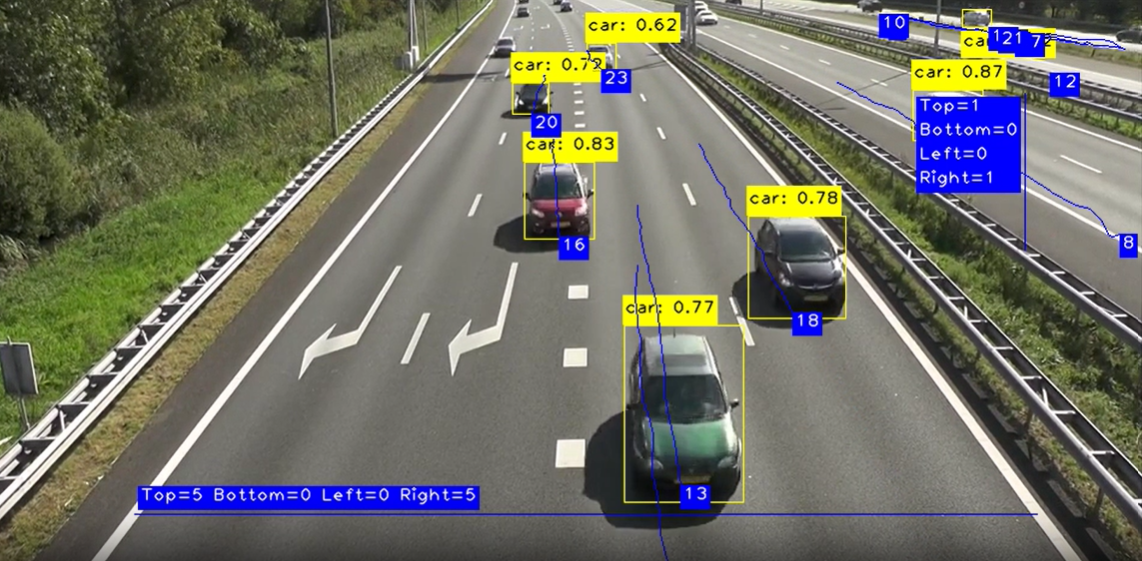 10
car: 0.62
121
7
car: 0.72
23
car: 0.87
12
20
Top=1
Bottom=0
Left=0
Right=1
car: 0.83
car: 0.78
16
8
car: 0.77
18
Top=5 Bottom=0 Left=0 Right=5
13